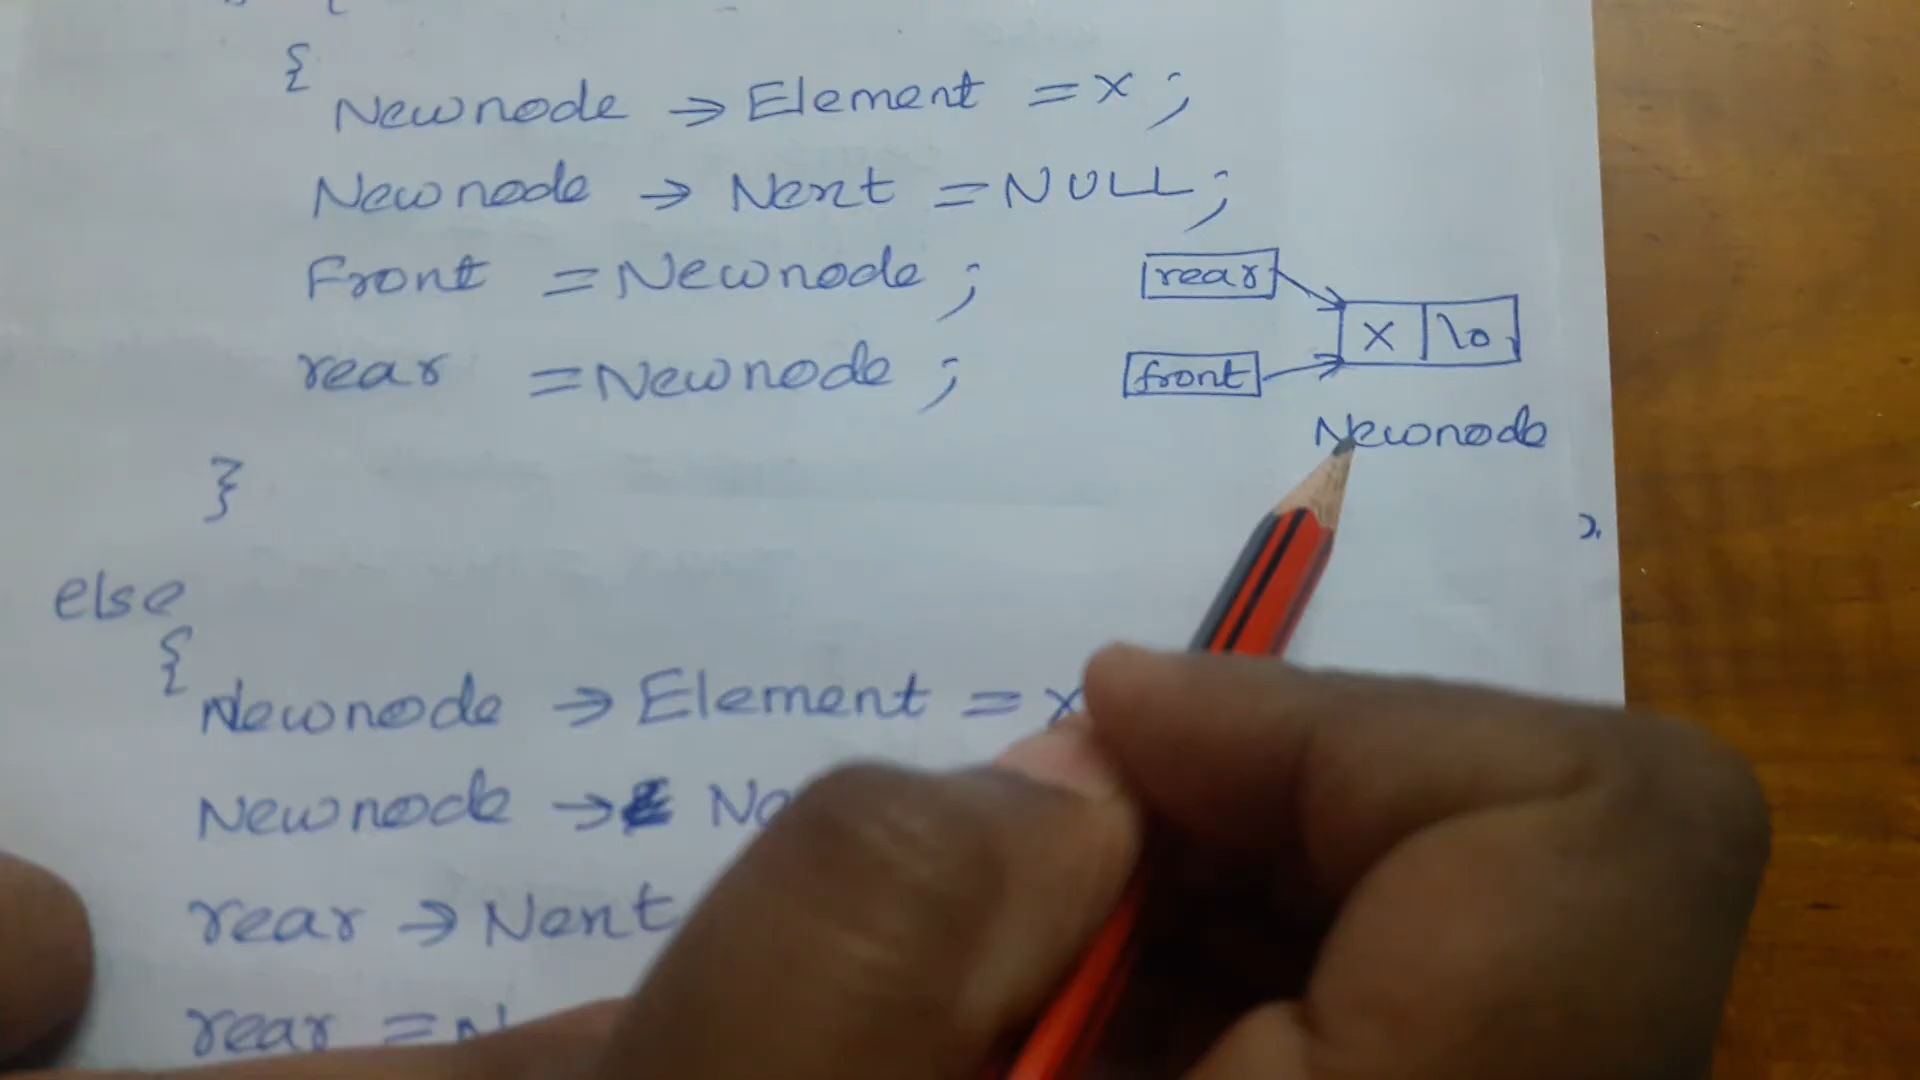 {
Newnode → Element = x ;
Newnode → Next = NULL ;
Front = Newnode ;
rear = Newnode ;
}
rear
x \0
front
Newnode
else
{
Newnode → Element = x
Newnode →
rear → Next
rear =